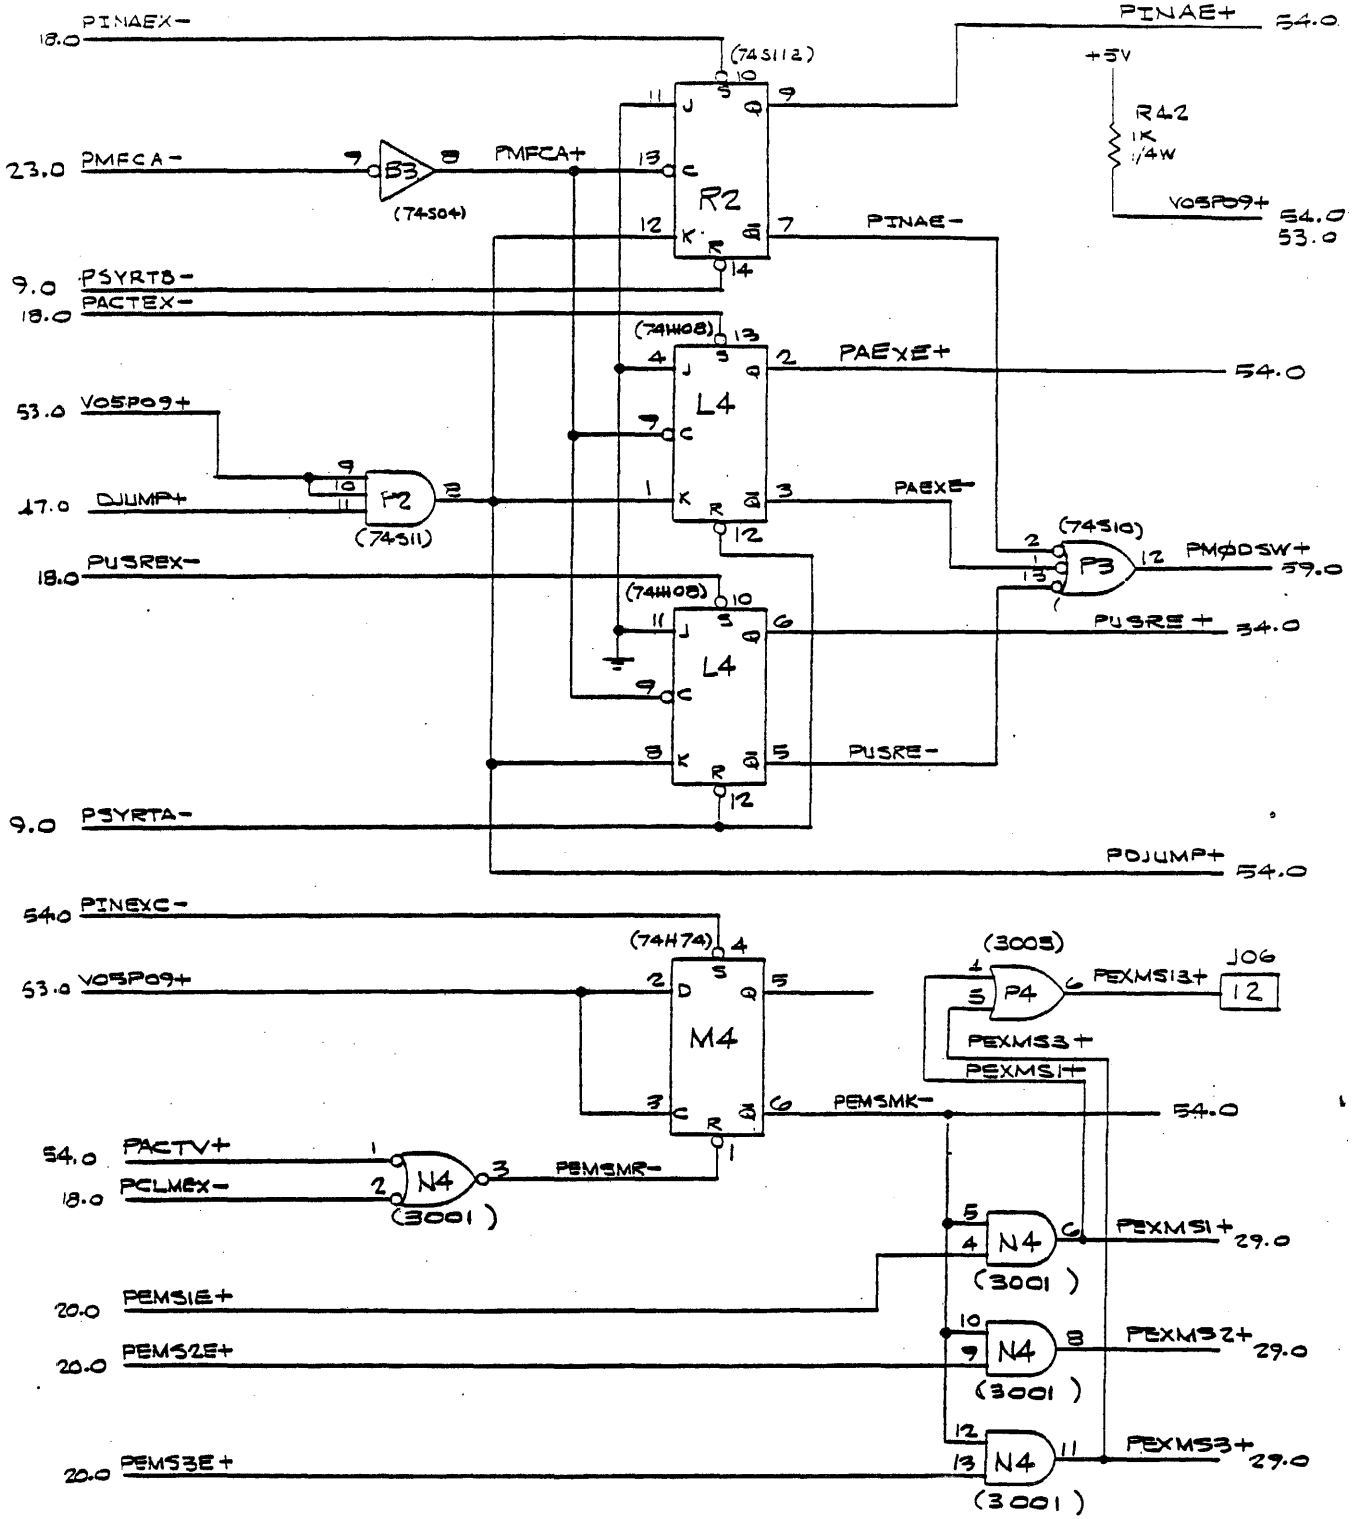 PINAEX-
18.0
(74S112)
10
S
11
J
Q
9
PINAE+
54.0
+5V
R42
1K
1/4W
V05P09+
54.0
53.0
23.0
PMFCA-
9
B3
8
(74S04)
PMFCA+
13
C
R2
12
K
Q
7
PINAE-
R
14
9.0
PSYRTB-
PACTEX-
18.0
(74H108)
13
S
4
J
Q
2
PAEXE+
54.0
L4
9
C
53.0
V05P09+
9
10
11
P2
8
(74S11)
47.0
DJUMP+
1
K
Q
3
PAEXE-
R
12
(74S10)
2
1
13
P3
12
PMØDSW+
59.0
PUSREX-
18.0
(74H108)
10
S
11
J
Q
6
PUSRE+
54.0
L4
9
C
8
K
Q
5
PUSRE-
R
12
9.0
PSYRTA-
PDJUMP+
54.0
54.0
PINEXC-
(74H74)
4
S
53.0
V05P09+
2
D
Q
5
M4
3
C
Q
6
PEMSMK-
54.0
R
1
(3003)
4
5
P4
6
PEXMS13+
J06
12
PEXMS3+
PEXMS1+
54.0
PACTV+
1
18.0
PCLMEX-
2
N4
3
PEMSMR-
(3001)
5
4
N4
6
PEXMS1+
29.0
(3001)
20.0
PEMS1E+
10
9
N4
8
PEXMS2+
29.0
(3001)
20.0
PEMS2E+
12
13
N4
11
PEXMS3+
29.0
(3001)
20.0
PEMS3E+